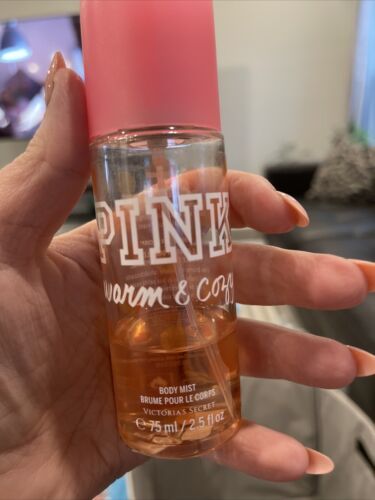 PINK
warm & cozy
BODY MIST
BRUME POUR LE CORPS
VICTORIA'S SECRET
℮ 75 ml / 2.5 fl oz